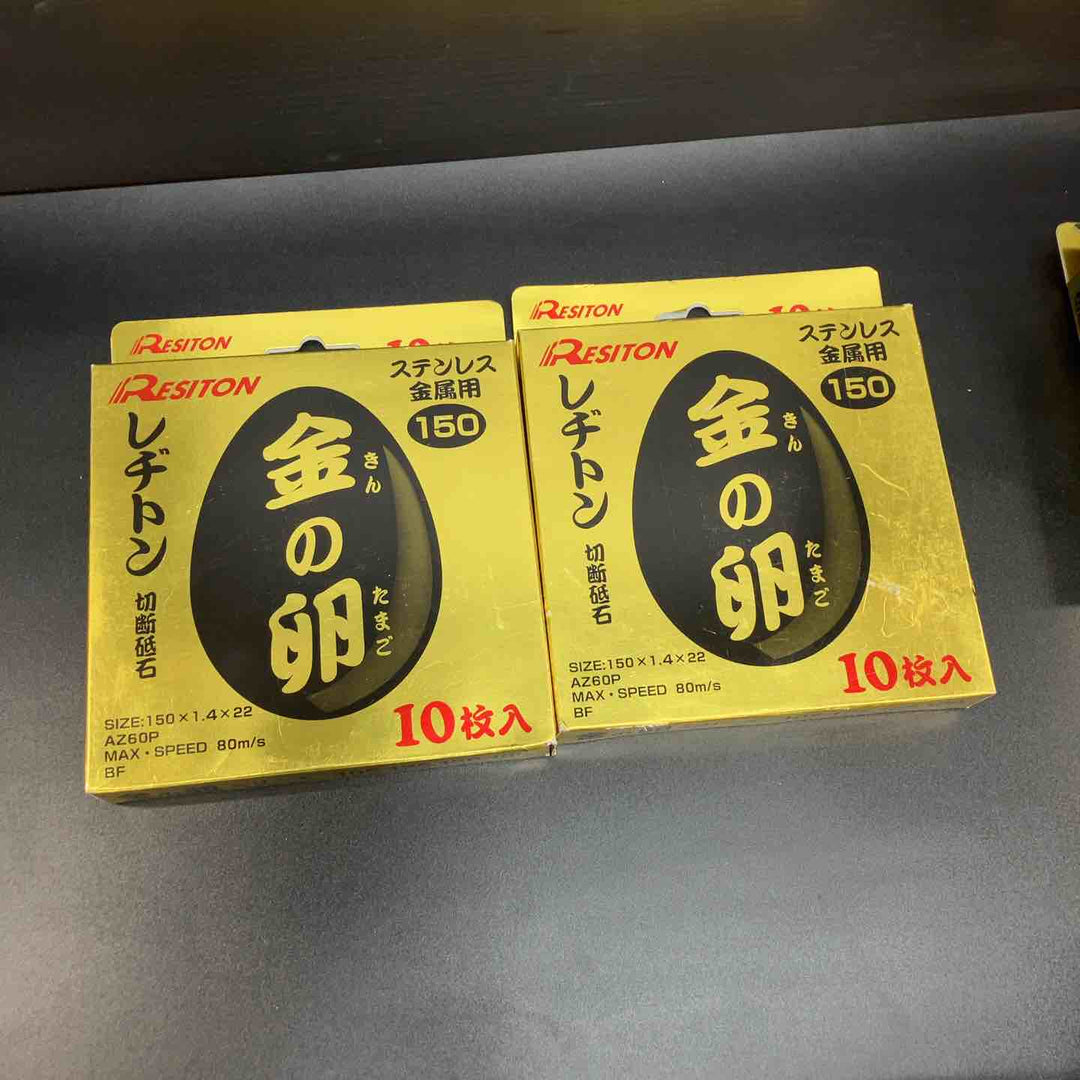 RESITON
RESITON
ステンレス
金属用
150
レヂトン
切断砥石
金の卵
きん
たまご
SIZE:150×1.4×22
AZ60P
MAX・SPEED 80m/s
BF
10枚入
RESITON
10
RESITON
ステンレス
金属用
150
レヂトン
切断砥石
金の卵
きん
たまご
SIZE:150×1.4×22
AZ60P
MAX・SPEED 80m/s
BF
10枚入